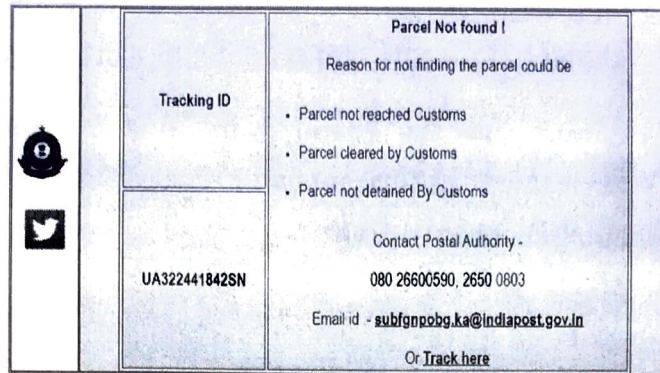 Parcel Not found !
Reason for not finding the parcel could be
Tracking ID
• Parcel not reached Customs
• Parcel cleared by Customs
• Parcel not detained By Customs
Contact Postal Authority -
UA322441842SN
080 26600590, 2650 0803
Email id - subfgnpobg.ka@indiapost.gov.in
Or Track here